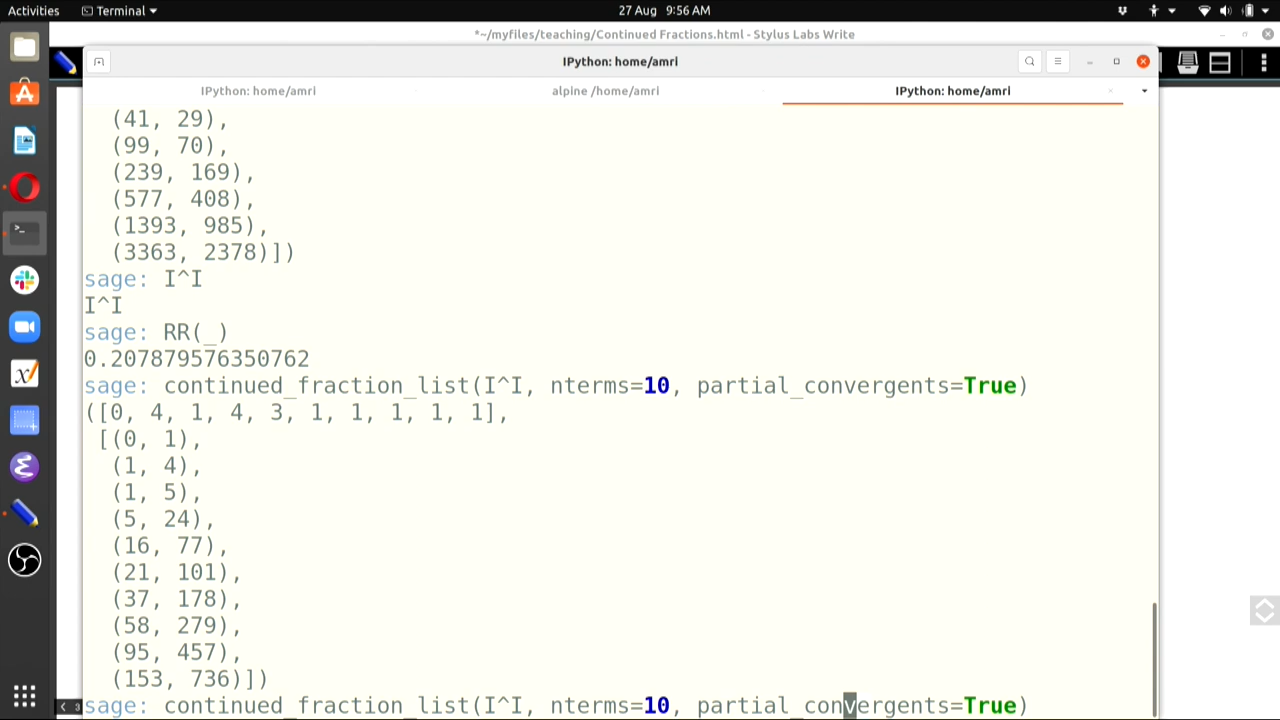 Activities
Terminal
27 Aug 9:56 AM
*~/myfiles/teaching/Continued Fractions.html - Stylus Labs Write
IPython: home/amri
IPython: home/amri
alpine /home/amri
IPython: home/amri
(41, 29),
(99, 70),
(239, 169),
(577, 408),
(1393, 985),
(3363, 2378)])
sage: I^I
I^I
sage: RR(_)
0.207879576350762
sage: continued_fraction_list(I^I, nterms=10, partial_convergents=True)
([0, 4, 1, 4, 3, 1, 1, 1, 1, 1],
[(0, 1),
(1, 4),
(1, 5),
(5, 24),
(16, 77),
(21, 101),
(37, 178),
(58, 279),
(95, 457),
(153, 736)])
sage: continued_fraction_list(I^I, nterms=10, partial_convergents=True)
< 3